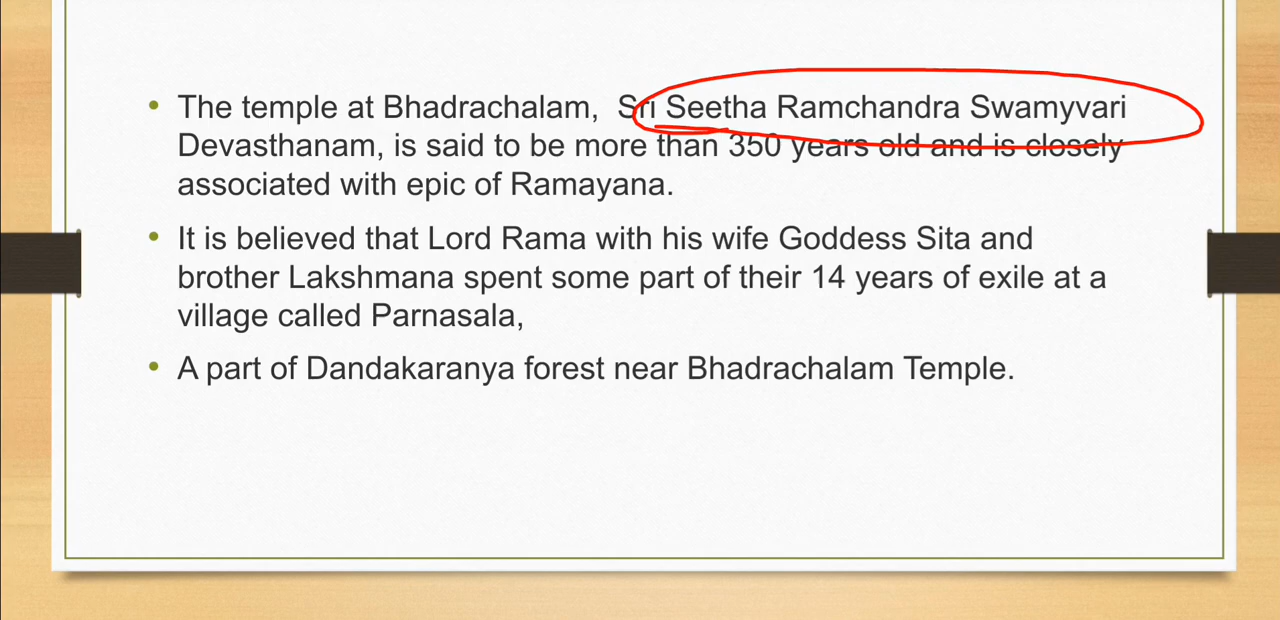 • The temple at Bhadrachalam, Sri Seetha Ramchandra Swamyvari
Devasthanam, is said to be more than 350 years old and is closely
associated with epic of Ramayana.
• It is believed that Lord Rama with his wife Goddess Sita and
brother Lakshmana spent some part of their 14 years of exile at a
village called Parnasala,
• A part of Dandakaranya forest near Bhadrachalam Temple.